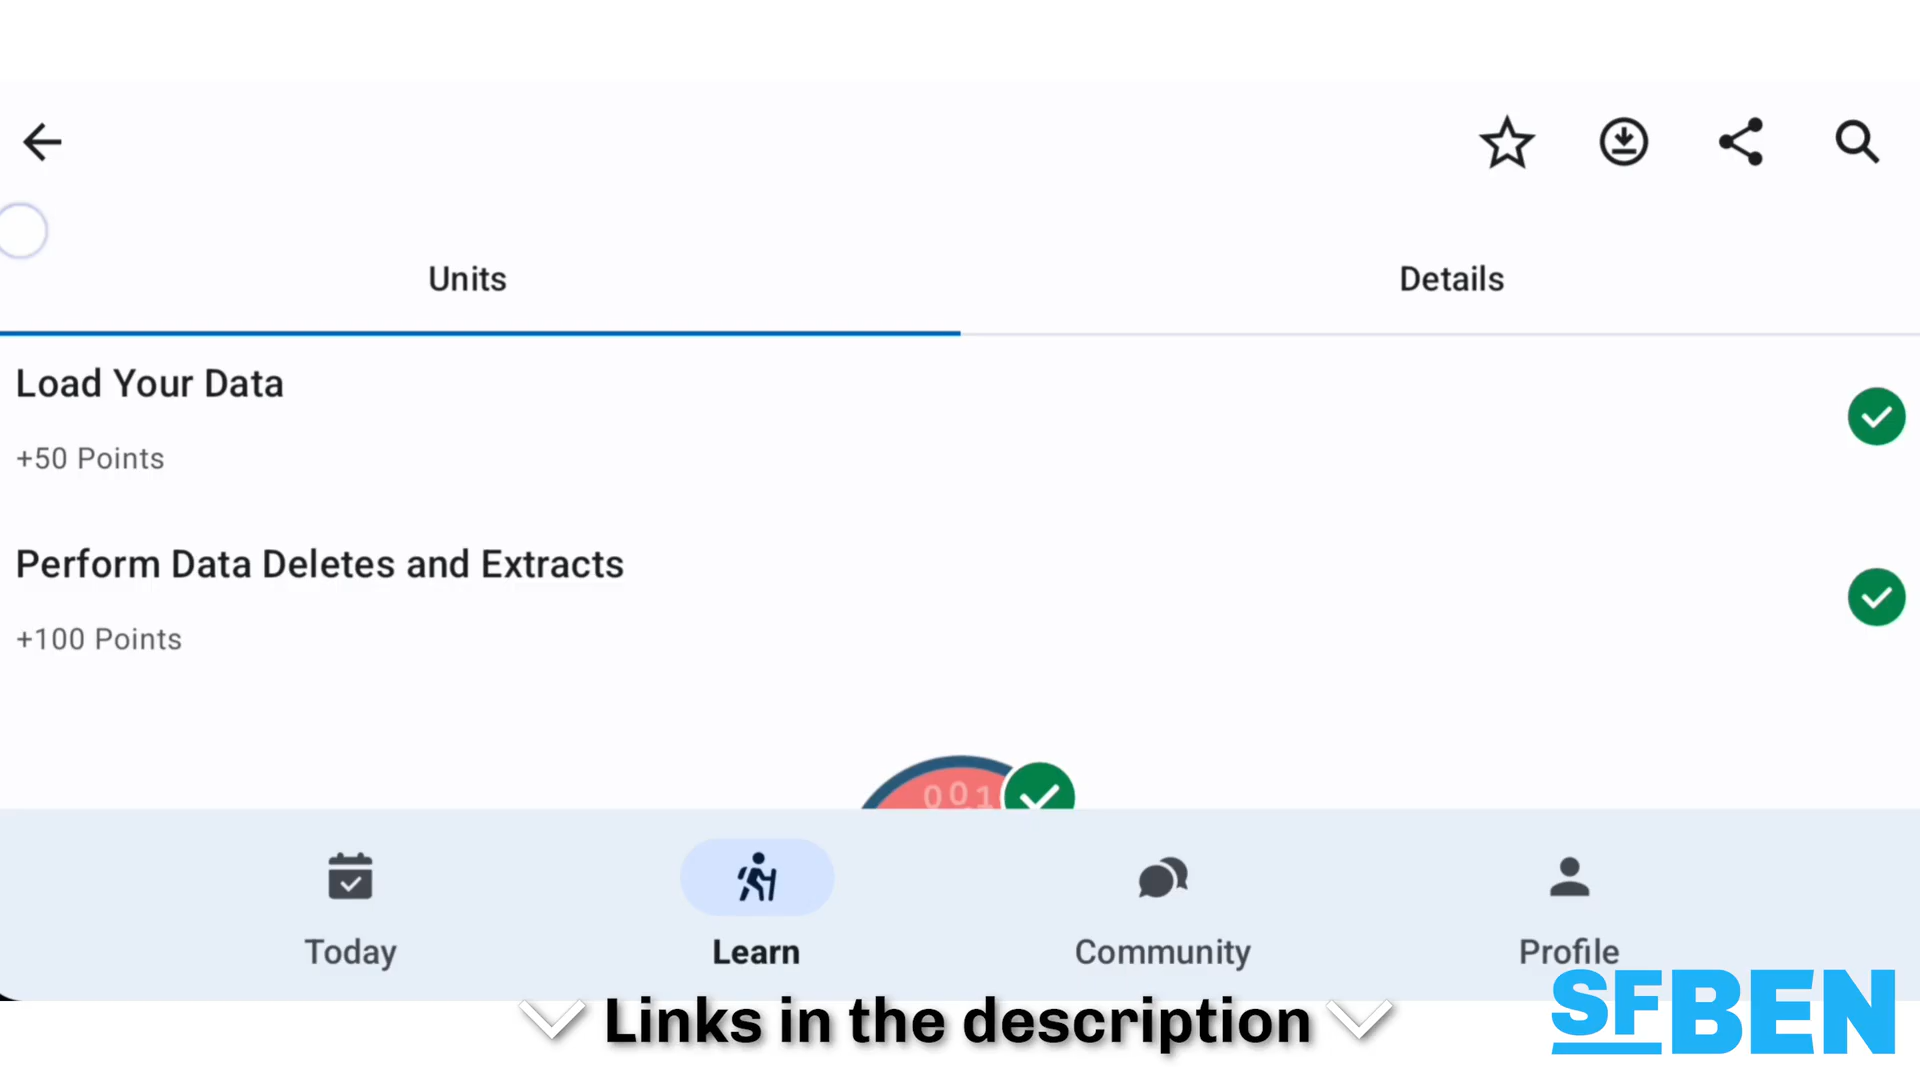 Units
Details
Load Your Data
+50 Points
Perform Data Deletes and Extracts
+100 Points
001
Today
Learn
Community
Profile
Links in the description
SFBEN